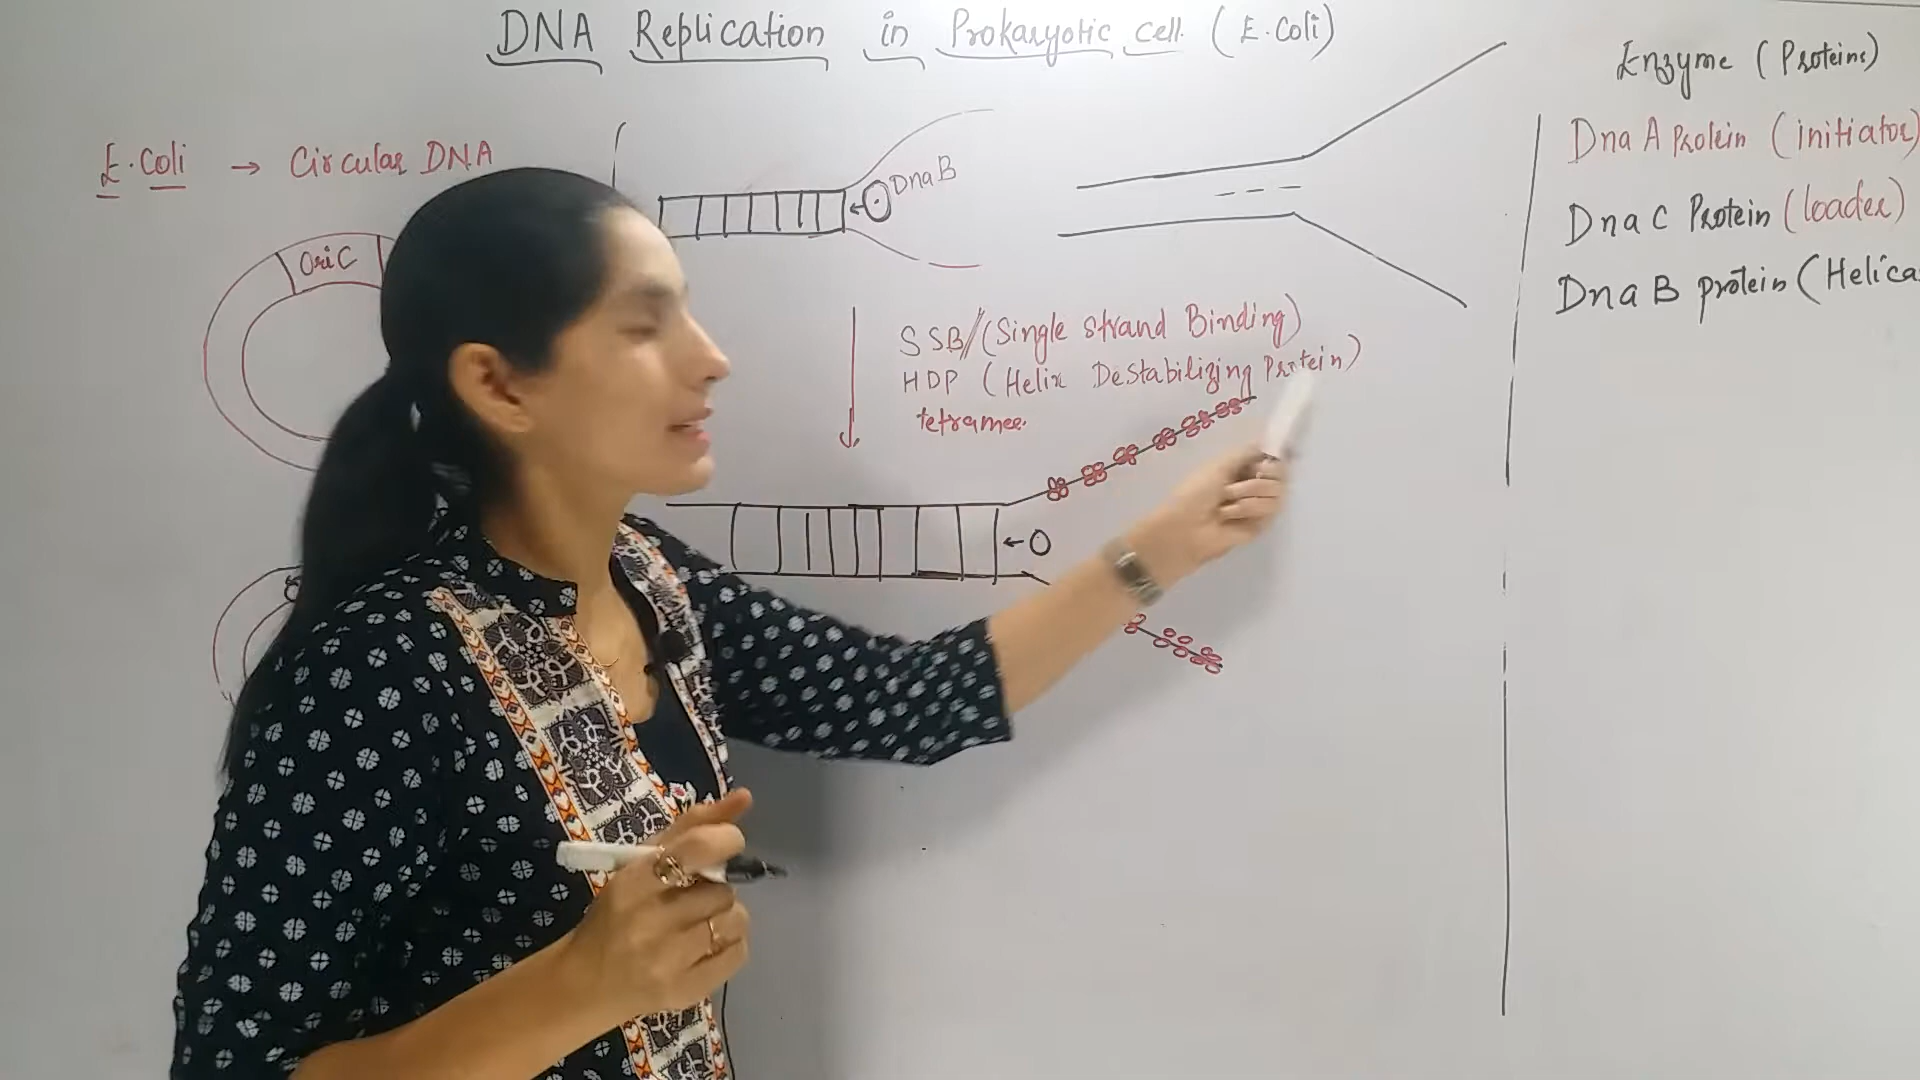 DNA Replication in Prokaryotic cell (E.Coli)
E.Coli → Circular DNA
OriC
DnaB
SSB/(Single Strand Binding)
HDP (Helix Destabilizing Protein)
tetramer
Enzyme (Proteins)
Dna A Protein (initiator)
Dna C Protein (loader)
Dna B protein (Helica